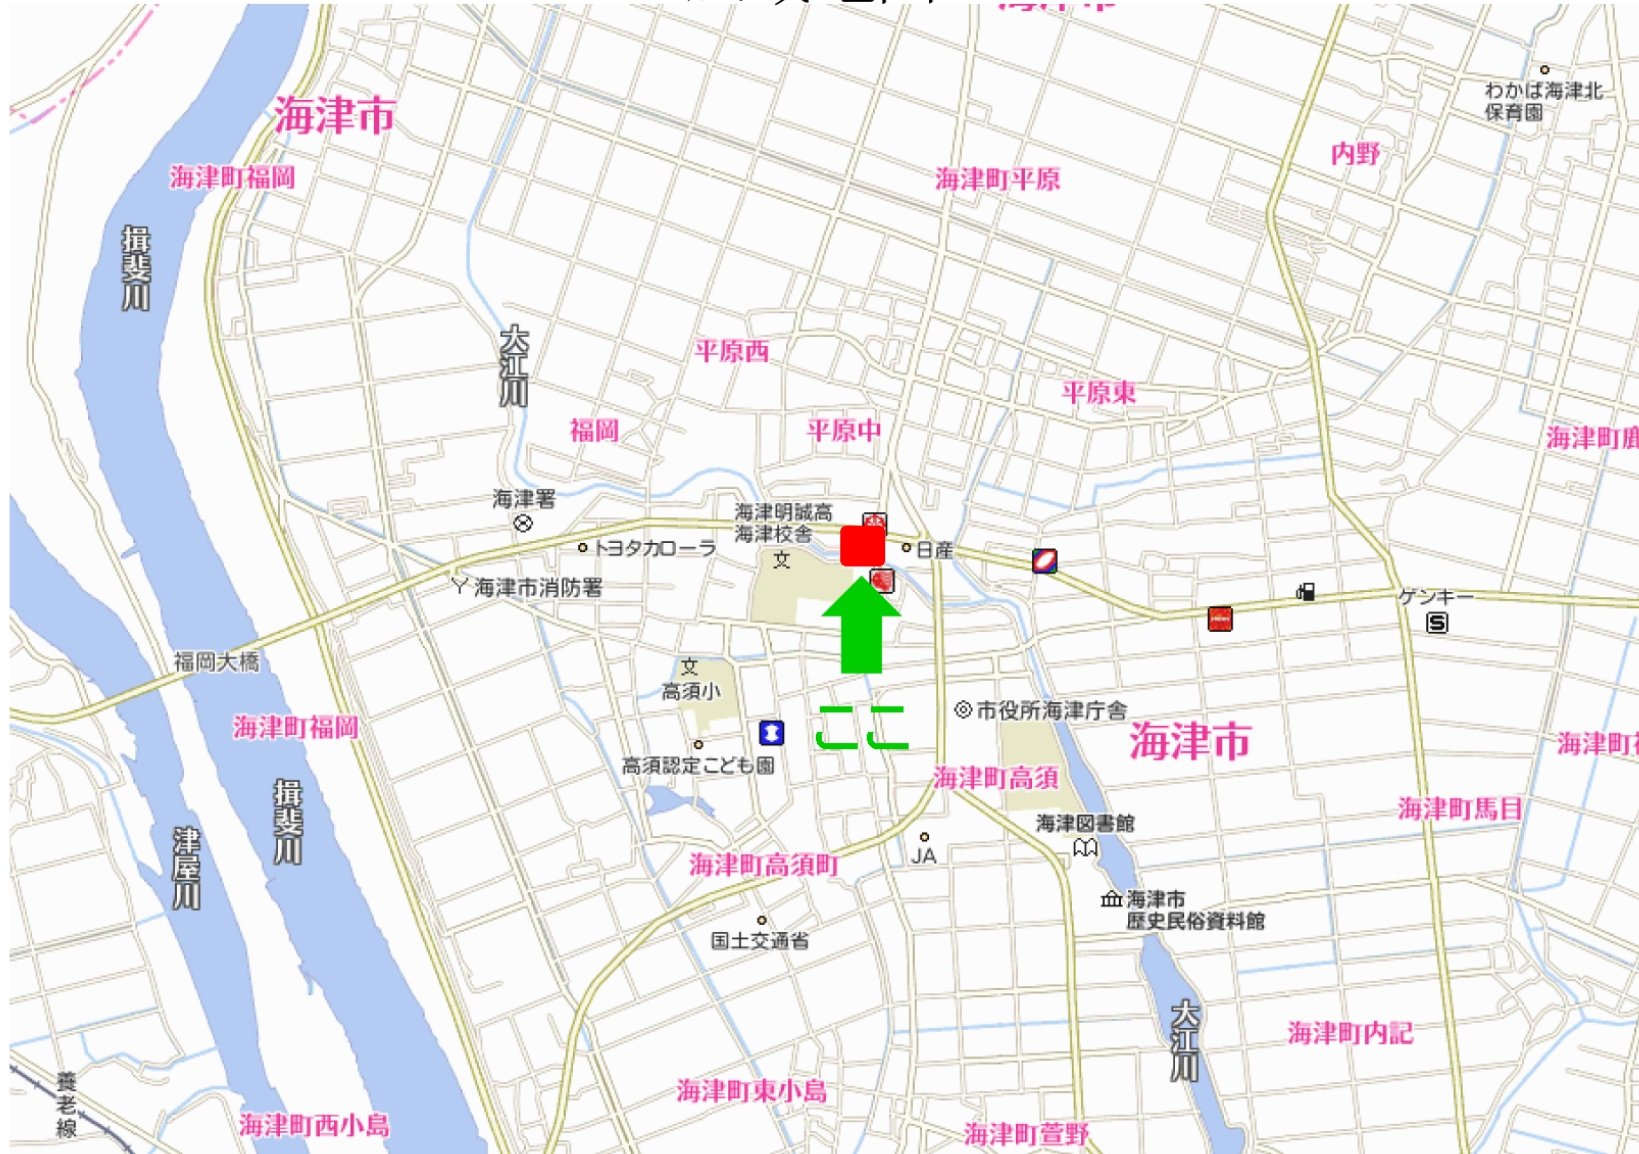 海津市
わかば海津北
保育園
海津市
内野
海津町福岡
海津町平原
揖斐川
大江川
平原西
平原東
福岡
平原中
海津町鹿
海津署
海津明誠高
海津校舎
トヨタカローラ
日産
海津市消防署
ゲンキー
S
福岡大橋
高須小
市役所海津庁舎
海津町福岡
ここ
海津市
高須認定こども園
海津町高須
海津町馬目
揖斐川
津屋川
海津図書館
JA
海津町高須町
海津市
歴史民俗資料館
国土交通省
大江川
海津町内記
養老線
海津町東小島
海津町西小島
海津町萱野